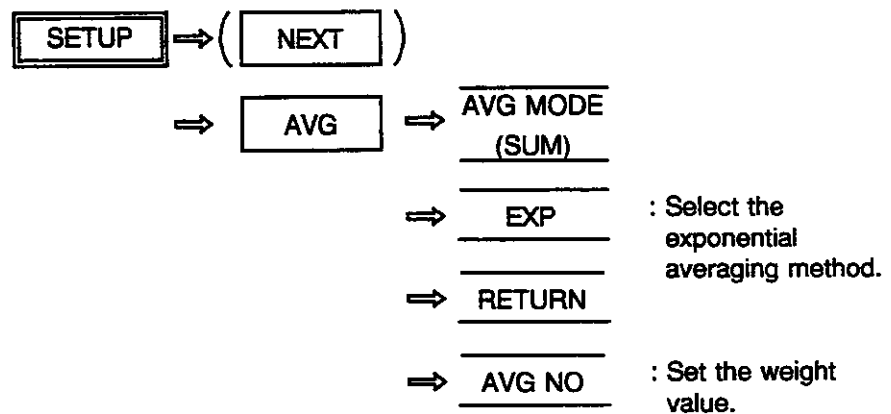 SETUP ⇒ ( NEXT )
⇒ AVG ⇒ AVG MODE
(SUM)
⇒ EXP : Select the
exponential
averaging method.
⇒ RETURN
⇒ AVG NO : Set the weight
value.